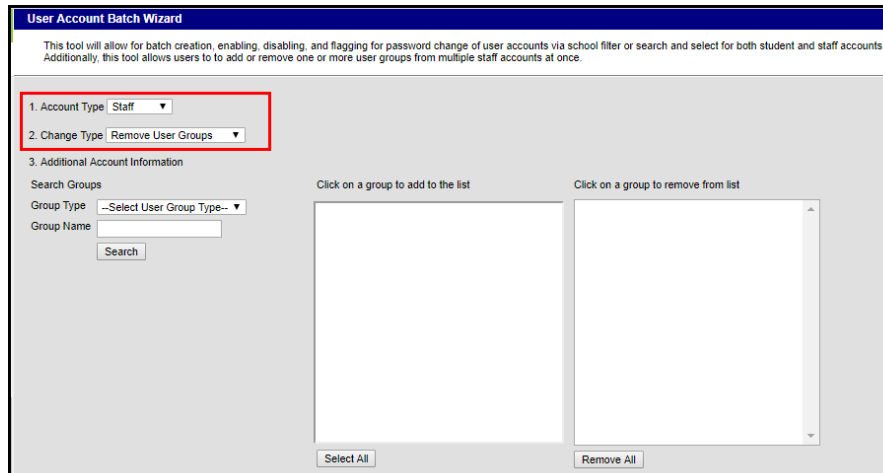 User Account Batch Wizard
This tool will allow for batch creation, enabling, disabling, and flagging for password change of user accounts via school filter or search and select for both student and staff accounts
Additionally, this tool allows users to to add or remove one or more user groups from multiple staff accounts at once.
1. Account Type Staff
2. Change Type Remove User Groups
3. Additional Account Information
Search Groups
Group Type --Select User Group Type--
Group Name
Search
Click on a group to add to the list
Select All
Click on a group to remove from list
Remove All